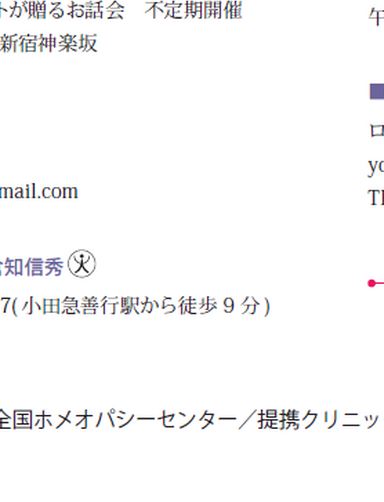 トが贈るお話会　不定期開催
新宿神楽坂
mail.com
知信秀
7( 小田急善行駅から徒歩 9 分 )
全国ホメオパシーセンター／提携クリニッ
午
ロ
yo